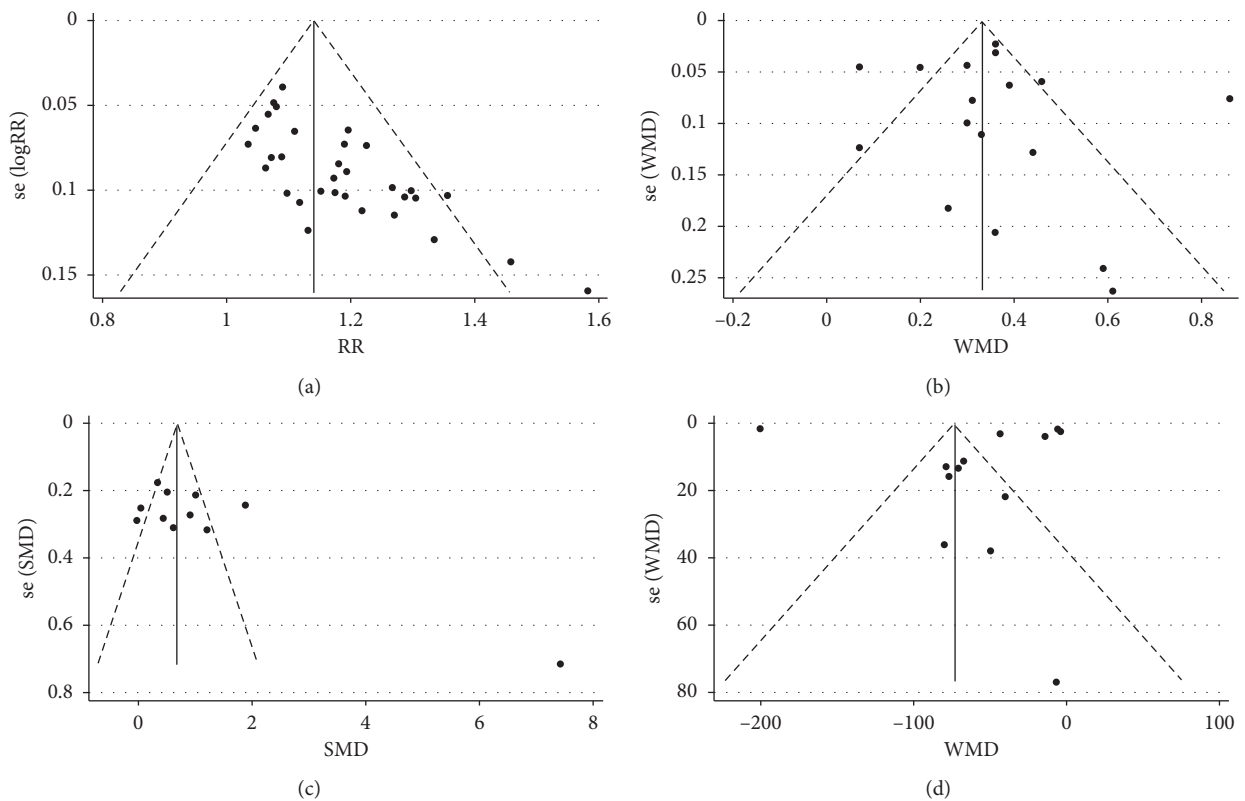 0
0.05
0.1
0.15
se (logRR)
0.8 1 1.2 1.4 1.6
RR
(a)
0
0.05
0.1
0.15
0.2
0.25
se (WMD)
–0.2 0 0.2 0.4 0.6 0.8
WMD
(b)
0
0.2
0.4
0.6
0.8
se (SMD)
0 2 4 6 8
SMD
(c)
0
20
40
60
80
se (WMD)
–200 –100 0 100
WMD
(d)